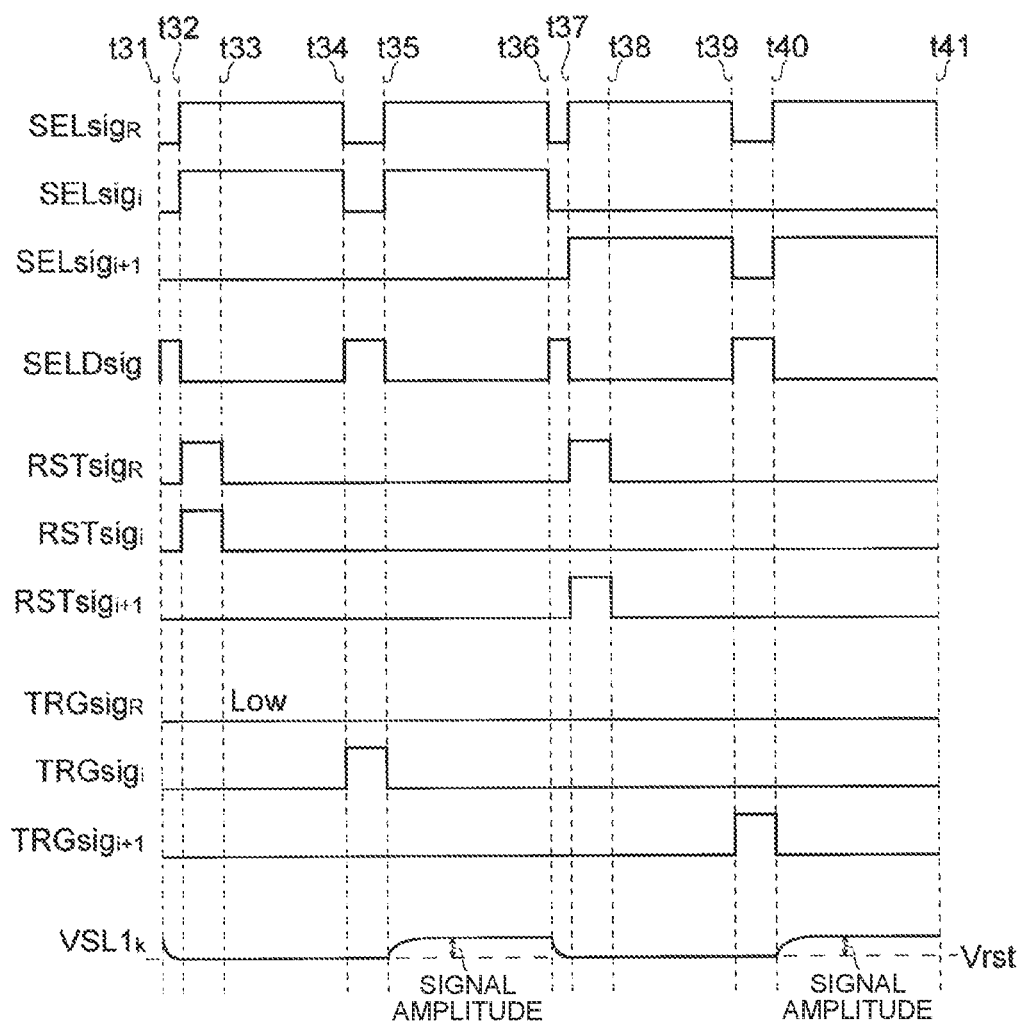 t31 t32 t33 t34 t35 t36 t37 t38 t39 t40 t41
SELsigR
SELsigi
SELsigi+1
SELDsig
RSTsigR
RSTsigi
RSTsigi+1
TRGsigR Low
TRGsigi
TRGsigi+1
VSL1k Vrst
SIGNAL AMPLITUDE
SIGNAL AMPLITUDE